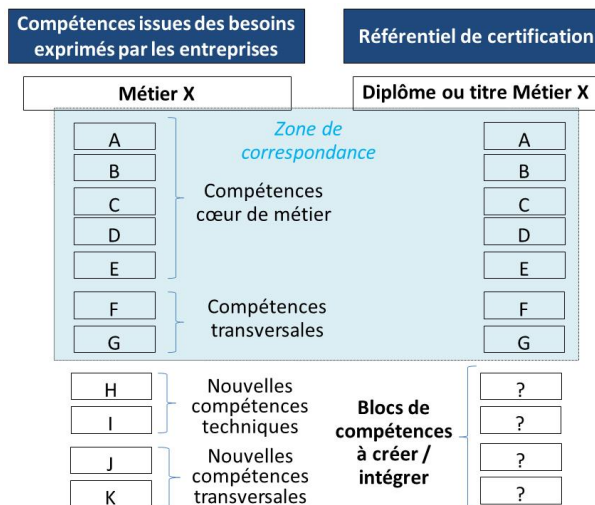 Compétences issues des besoins
exprimés par les entreprises
Référentiel de certification
Métier X
Diplôme ou titre Métier X
Zone de
correspondance
A
B
C
D
E
Compétences
cœur de métier
A
B
C
D
E
F
G
Compétences
transversales
F
G
H
I
Nouvelles
compétences
techniques
J
K
Nouvelles
compétences
transversales
Blocs de
compétences
à créer /
intégrer
?
?
?
?